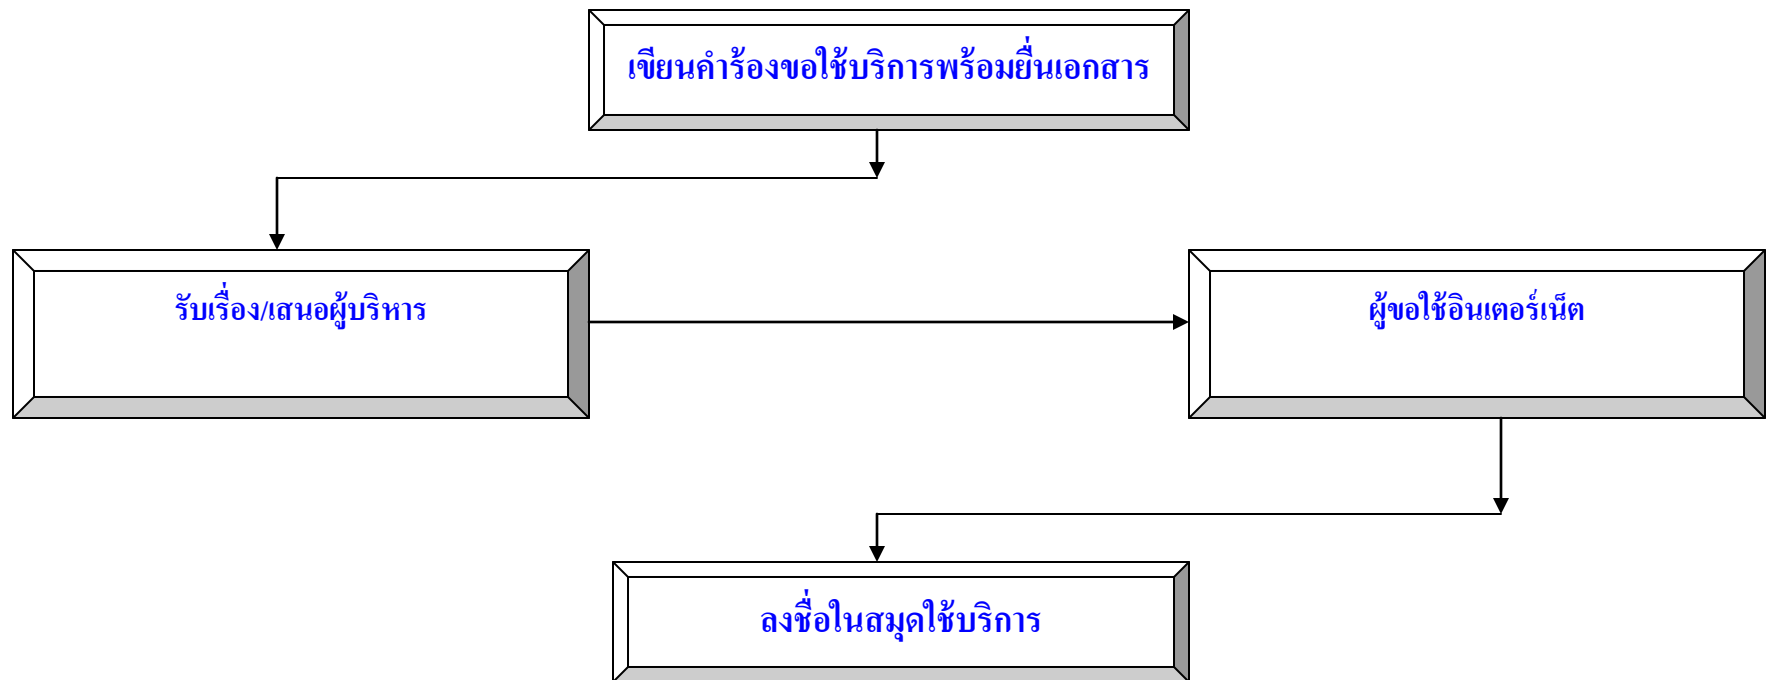 เขียนคำร้องขอใช้บริการพร้อมยื่นเอกสาร
รับเรื่อง/เสนอผู้บริหาร
ผู้ขอใช้อินเตอร์เน็ต
ลงชื่อในสมุดใช้บริการ